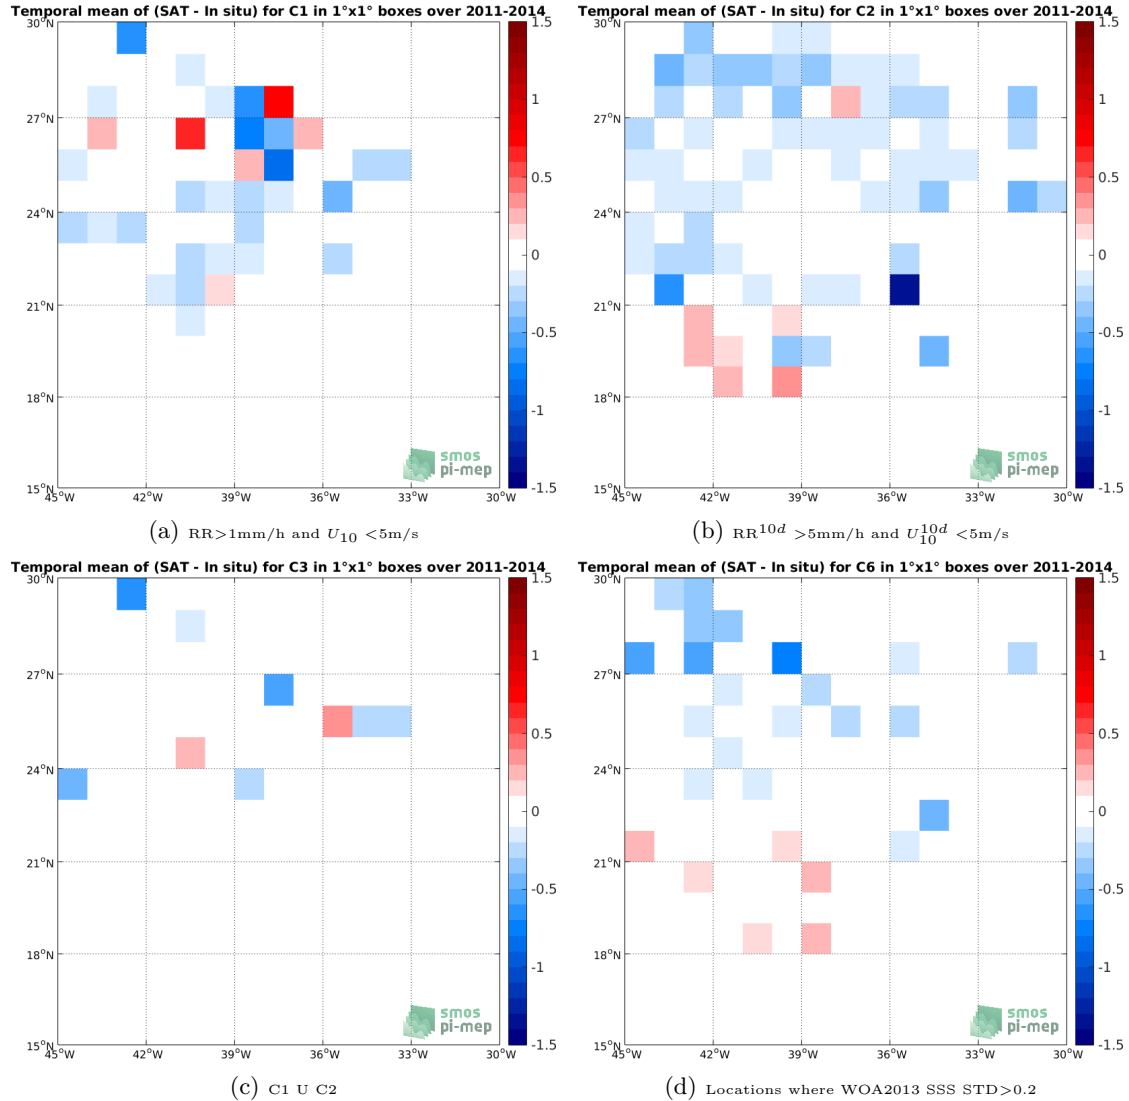 Temporal mean of (SAT - In situ) for C1 in 1°x1° boxes over 2011-2014
30°N
27°N
24°N
21°N
18°N
15°N
45°W 42°W 39°W 36°W 33°W 30°W
1.5
1
0.5
0
-0.5
-1
-1.5
smos
pi-mep
(a) RR>1mm/h and U10 <5m/s
Temporal mean of (SAT - In situ) for C2 in 1°x1° boxes over 2011-2014
30°N
27°N
24°N
21°N
18°N
15°N
45°W 42°W 39°W 36°W 33°W 30°W
1.5
1
0.5
0
-0.5
-1
-1.5
smos
pi-mep
(b) RR^10d >5mm/h and U10^10d <5m/s
Temporal mean of (SAT - In situ) for C3 in 1°x1° boxes over 2011-2014
30°N
27°N
24°N
21°N
18°N
15°N
45°W 42°W 39°W 36°W 33°W 30°W
1.5
1
0.5
0
-0.5
-1
-1.5
smos
pi-mep
(c) C1 U C2
Temporal mean of (SAT - In situ) for C6 in 1°x1° boxes over 2011-2014
30°N
27°N
24°N
21°N
18°N
15°N
45°W 42°W 39°W 36°W 33°W 30°W
1.5
1
0.5
0
-0.5
-1
-1.5
smos
pi-mep
(d) Locations where WOA2013 SSS STD>0.2